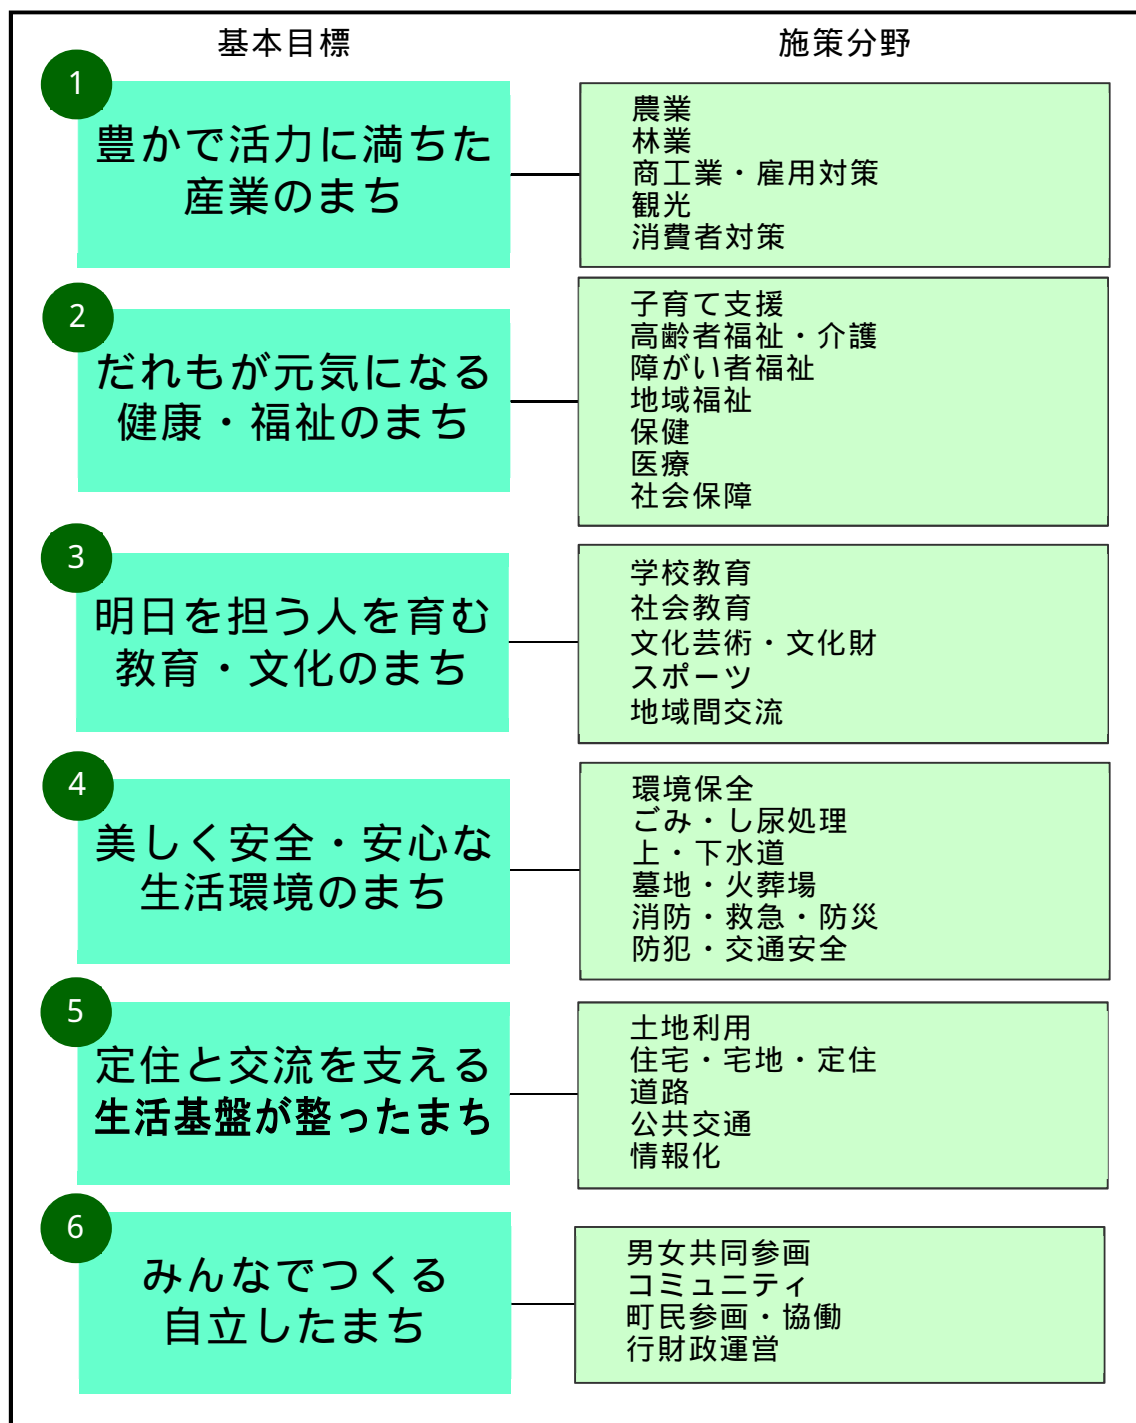 基本目標
施策分野
1
豊かで活力に満ちた
産業のまち
農業
林業
商工業・雇用対策
観光
消費者対策
2
だれもが元気になる
健康・福祉のまち
子育て支援
高齢者福祉・介護
障がい者福祉
地域福祉
保健
医療
社会保障
3
明日を担う人を育む
教育・文化のまち
学校教育
社会教育
文化芸術・文化財
スポーツ
地域間交流
4
美しく安全・安心な
生活環境のまち
環境保全
ごみ・し尿処理
上・下水道
墓地・火葬場
消防・救急・防災
防犯・交通安全
5
定住と交流を支える
生活基盤が整ったまち
土地利用
住宅・宅地・定住
道路
公共交通
情報化
6
みんなでつくる
自立したまち
男女共同参画
コミュニティ
町民参画・協働
行財政運営